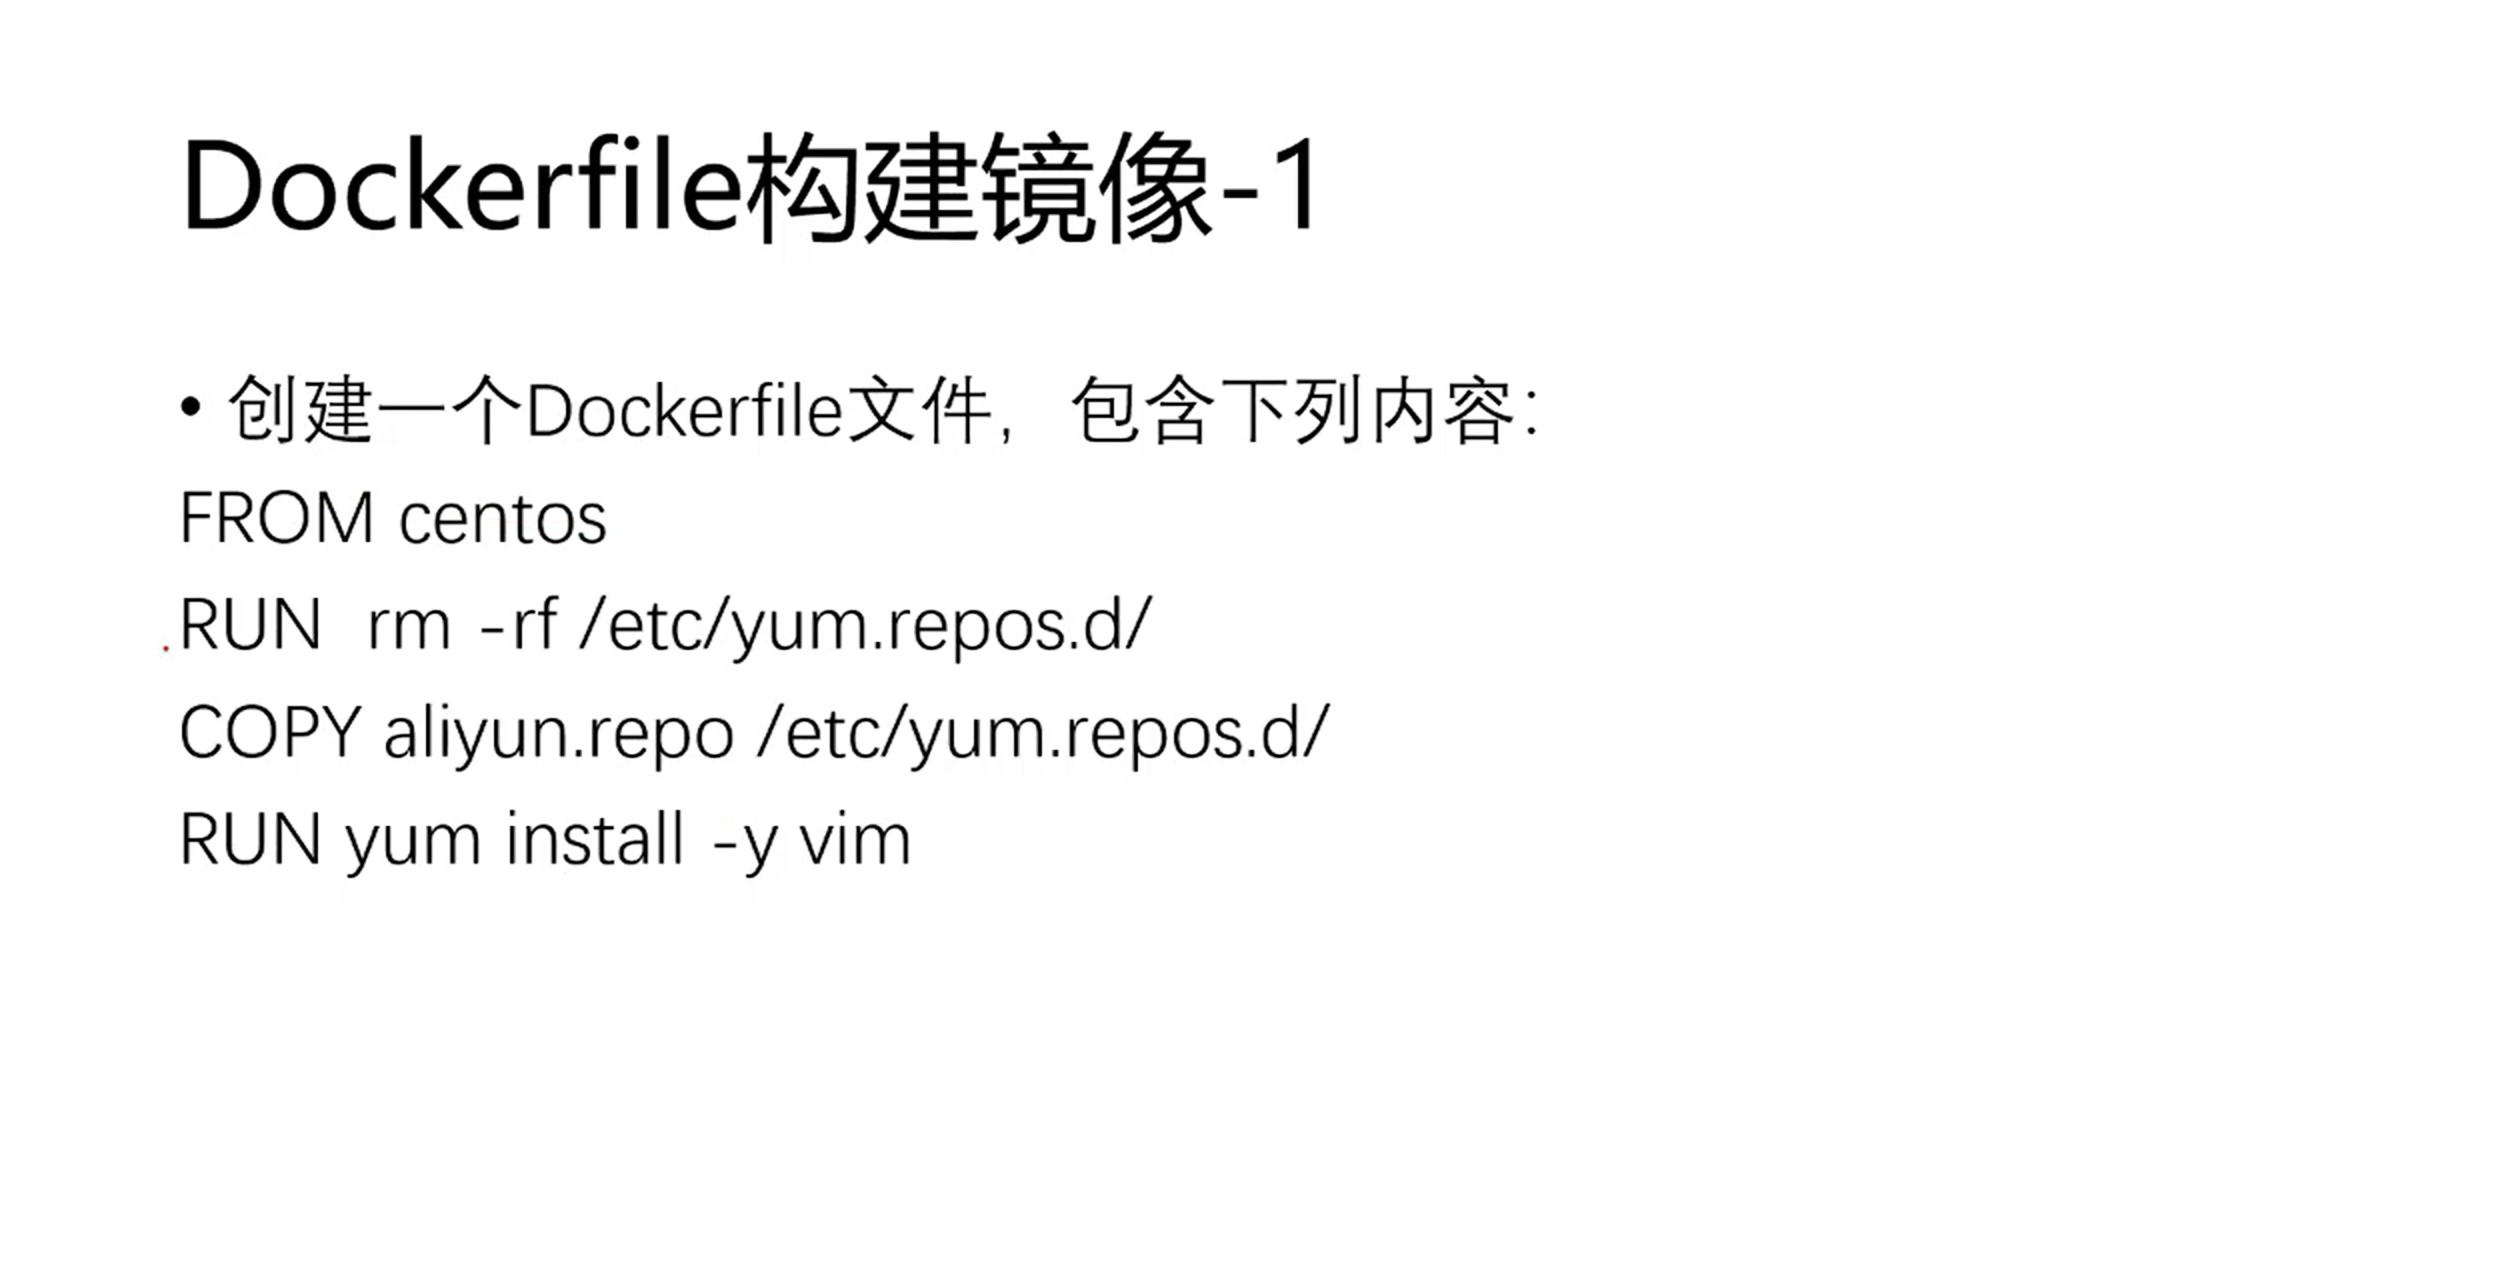 Dockerfile构建镜像-1
• 创建一个Dockerfile文件，包含下列内容：
FROM centos
RUN  rm -rf /etc/yum.repos.d/
COPY aliyun.repo /etc/yum.repos.d/
RUN yum install -y vim